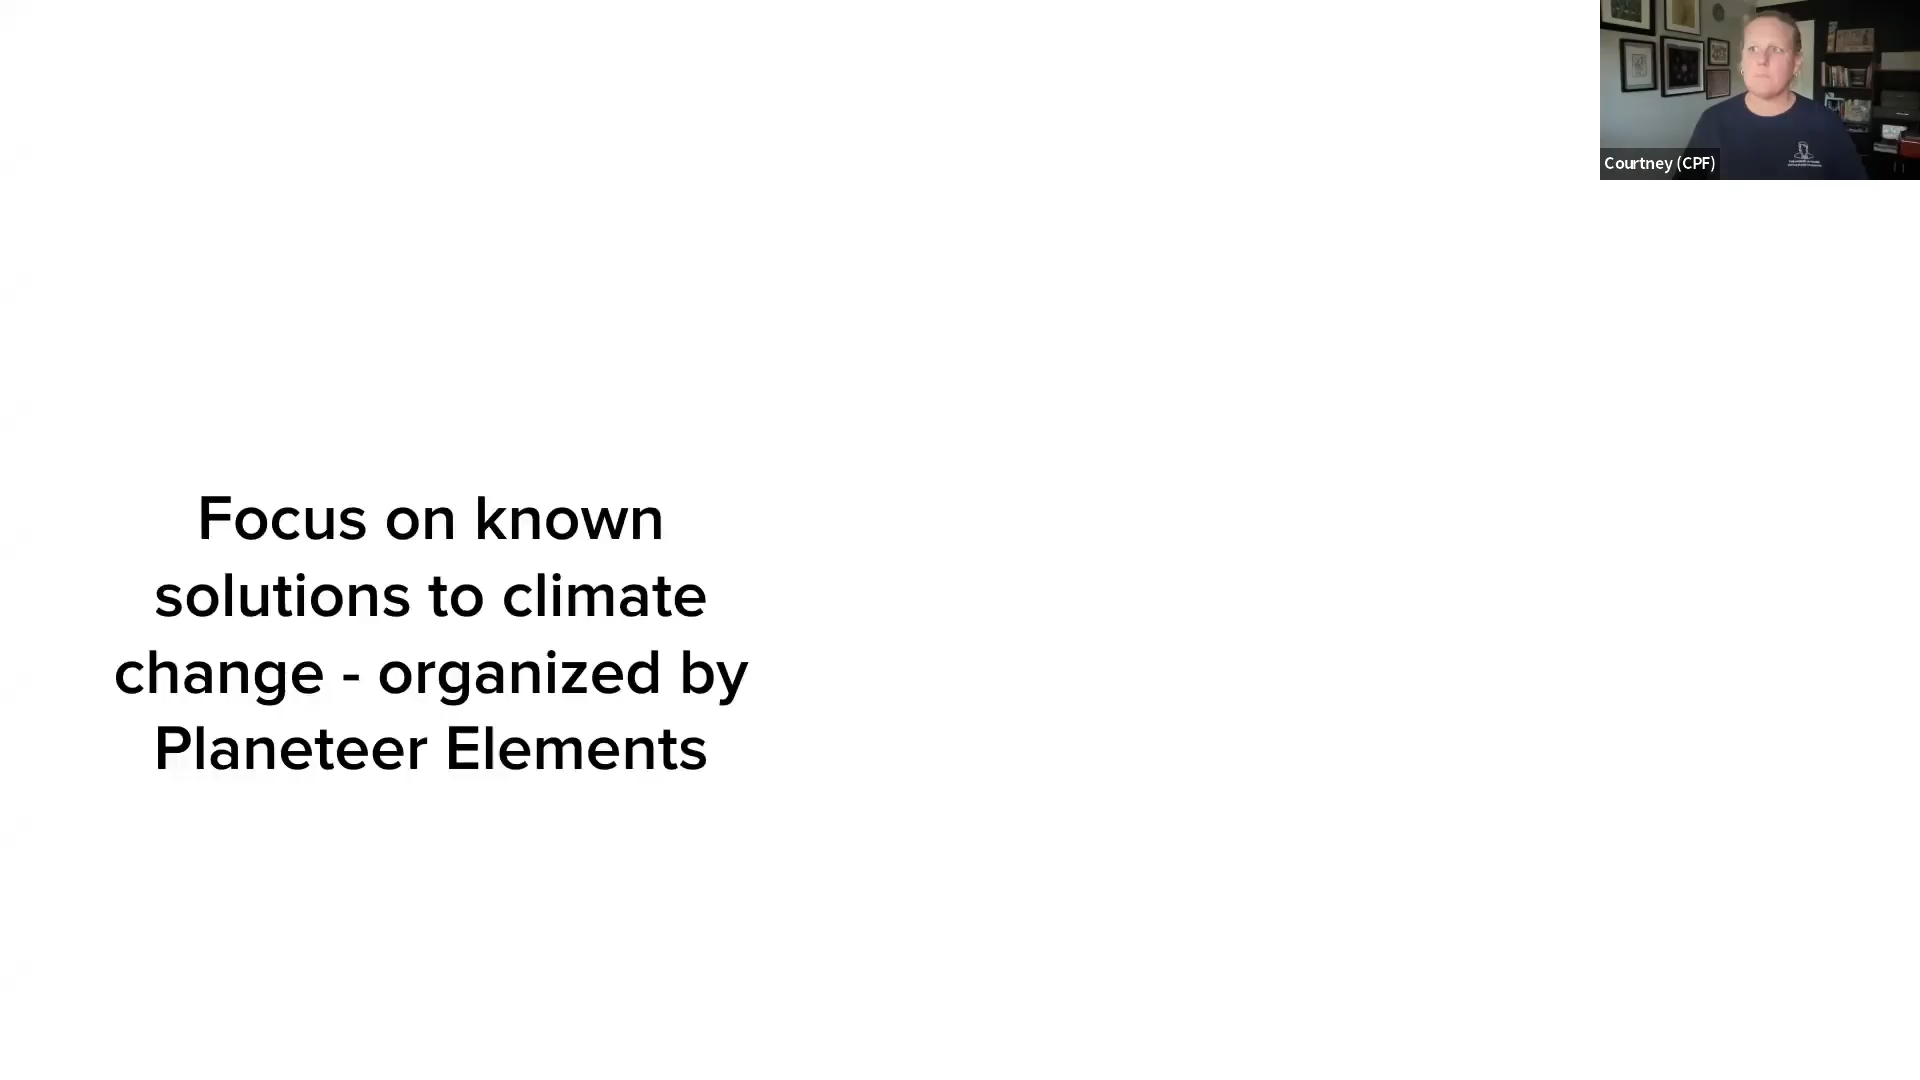 Courtney (CPF)
Focus on known
solutions to climate
change - organized by
Planeteer Elements